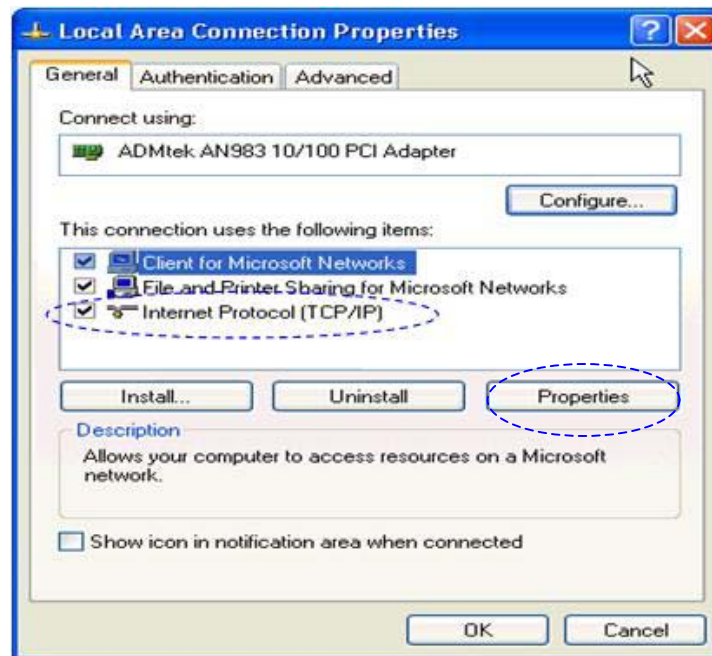 Local Area Connection Properties
General Authentication Advanced
Connect using:
ADMtek AN983 10/100 PCI Adapter
Configure...
This connection uses the following items:
Client for Microsoft Networks
File and Printer Sharing for Microsoft Networks
Internet Protocol (TCP/IP)
Install... Uninstall Properties
Description
Allows your computer to access resources on a Microsoft
network.
Show icon in notification area when connected
OK Cancel